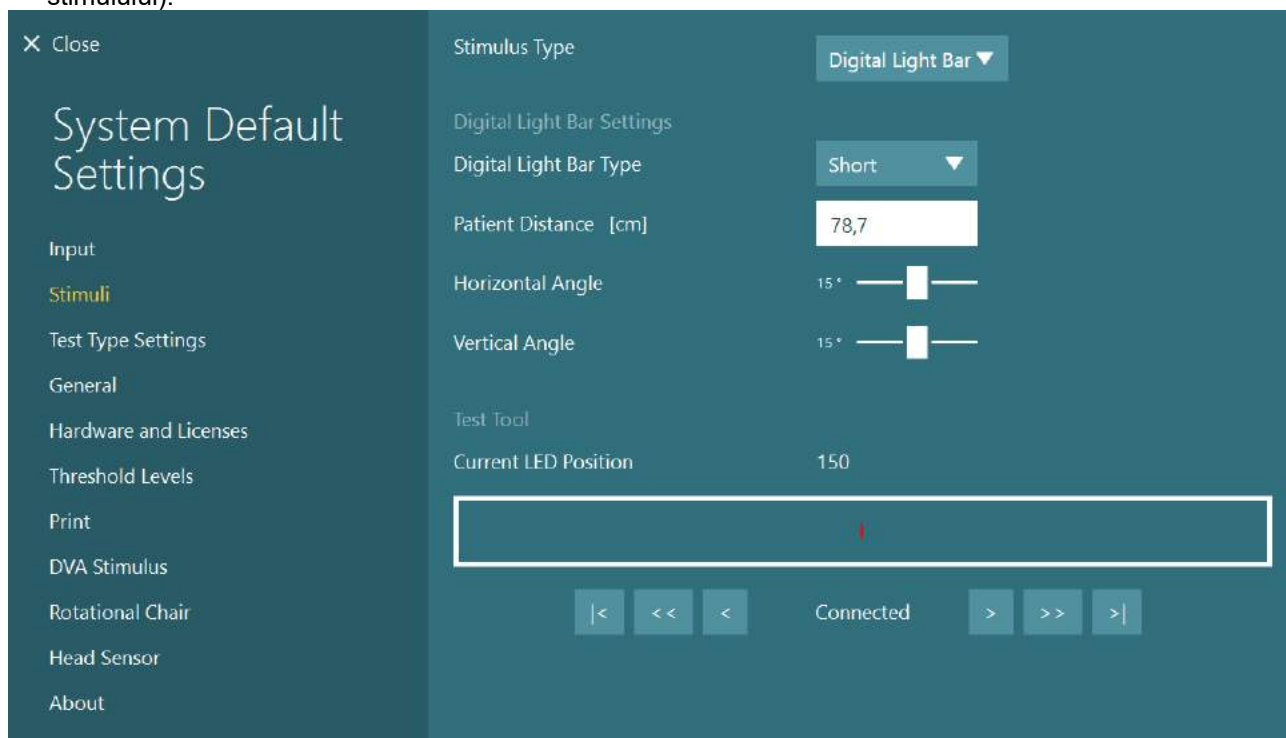 stimulului).
✕ Close
System Default
Settings
Input
Stimuli
Test Type Settings
General
Hardware and Licenses
Threshold Levels
Print
DVA Stimulus
Rotational Chair
Head Sensor
About
Stimulus Type
Digital Light Bar ▼
Digital Light Bar Settings
Digital Light Bar Type
Short ▼
Patient Distance [cm]
78,7
Horizontal Angle
15 °
Vertical Angle
15 °
Test Tool
Current LED Position
150
|< << < Connected > >> >|